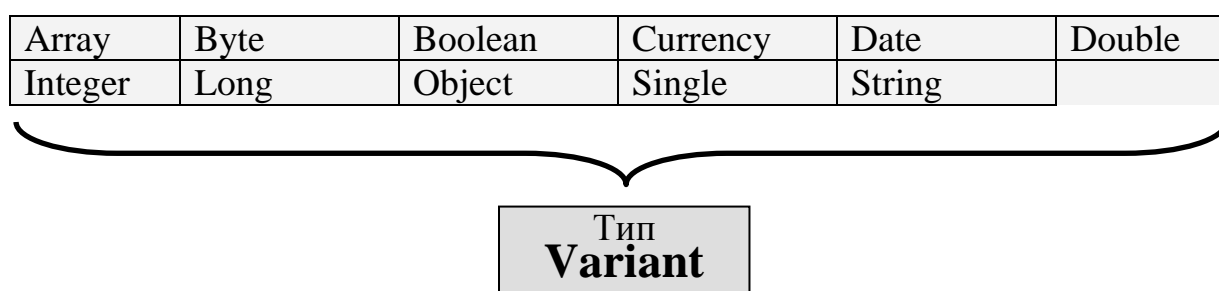 Array Byte Boolean Currency Date Double
Integer Long Object Single String
Тип
Variant